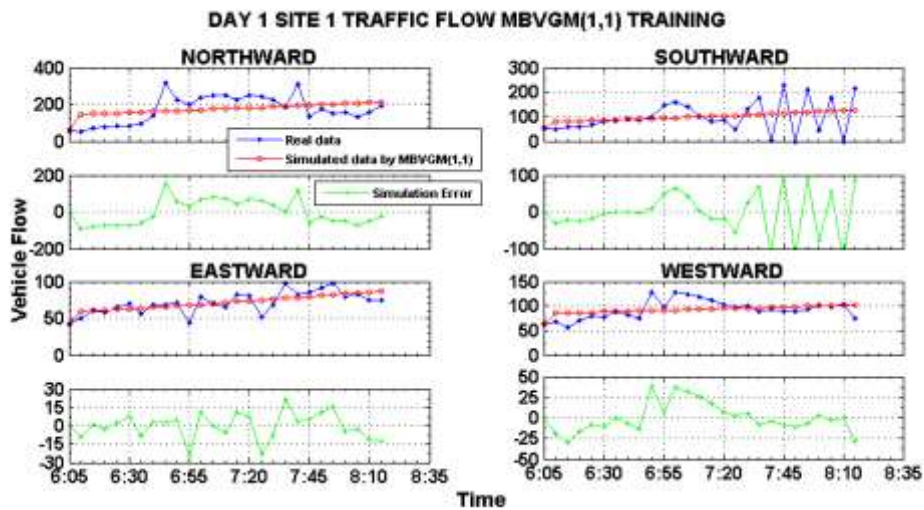 DAY 1 SITE 1 TRAFFIC FLOW MBVGM(1,1) TRAINING
NORTHWARD
SOUTHWARD
400
200
0
300
200
100
0
Real data
Simulated data by MBVGM(1,1)
200
0
-200
Simulation Error
100
0
-100
Vehicle Flow
EASTWARD
WESTWARD
100
50
0
150
100
50
0
30
15
0
-15
-30
50
25
0
-25
-50
6:05 6:30 6:55 7:20 7:45 8:10 8:35
6:05 6:30 6:55 7:20 7:45 8:10 8:35
Time